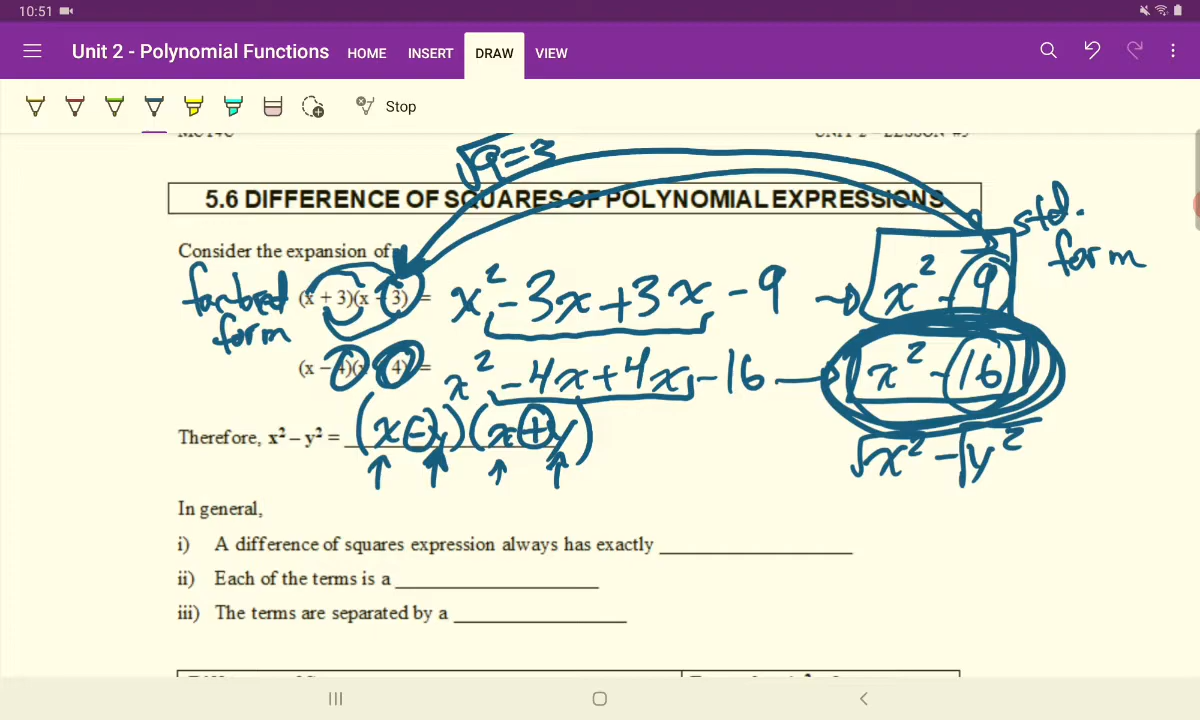 10:51
Unit 2 - Polynomial Functions HOME INSERT DRAW VIEW
Stop
√9 = 3
5.6 DIFFERENCE OF SQUARES OF POLYNOMIAL EXPRESSIONS
std. form
Consider the expansion of
factored form
(x + 3)(x - 3) = x² - 3x + 3x - 9 → x² - 9
(x - 4)(x + 4) = x² - 4x + 4x - 16 → x² - 16
Therefore, x² – y² = (x - y)(x + y)
√x² - √y²
In general,
i) A difference of squares expression always has exactly
ii) Each of the terms is a
iii) The terms are separated by a